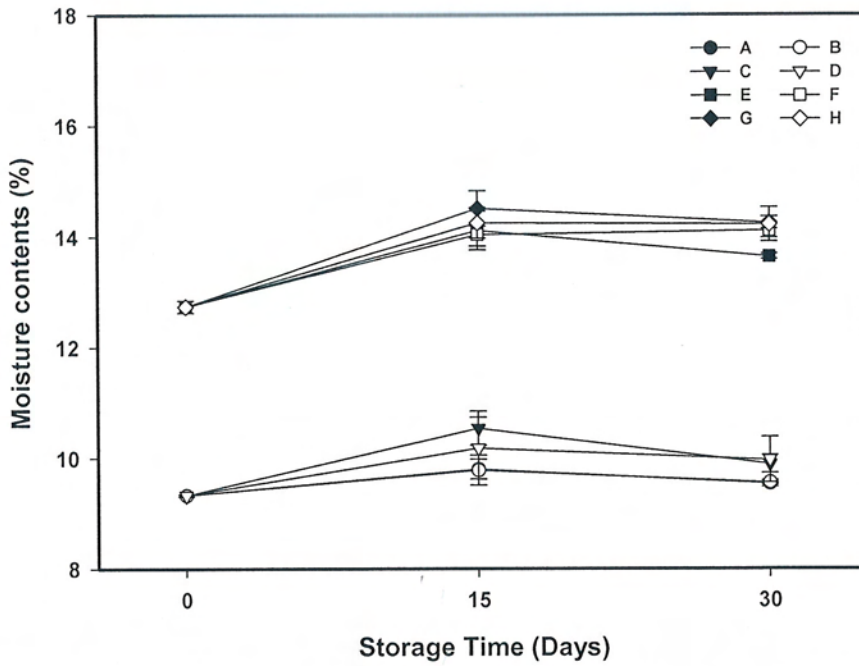 18
16
14
12
10
8
Moisture contents (%)
A B
C D
E F
G H
0 15 30
Storage Time (Days)